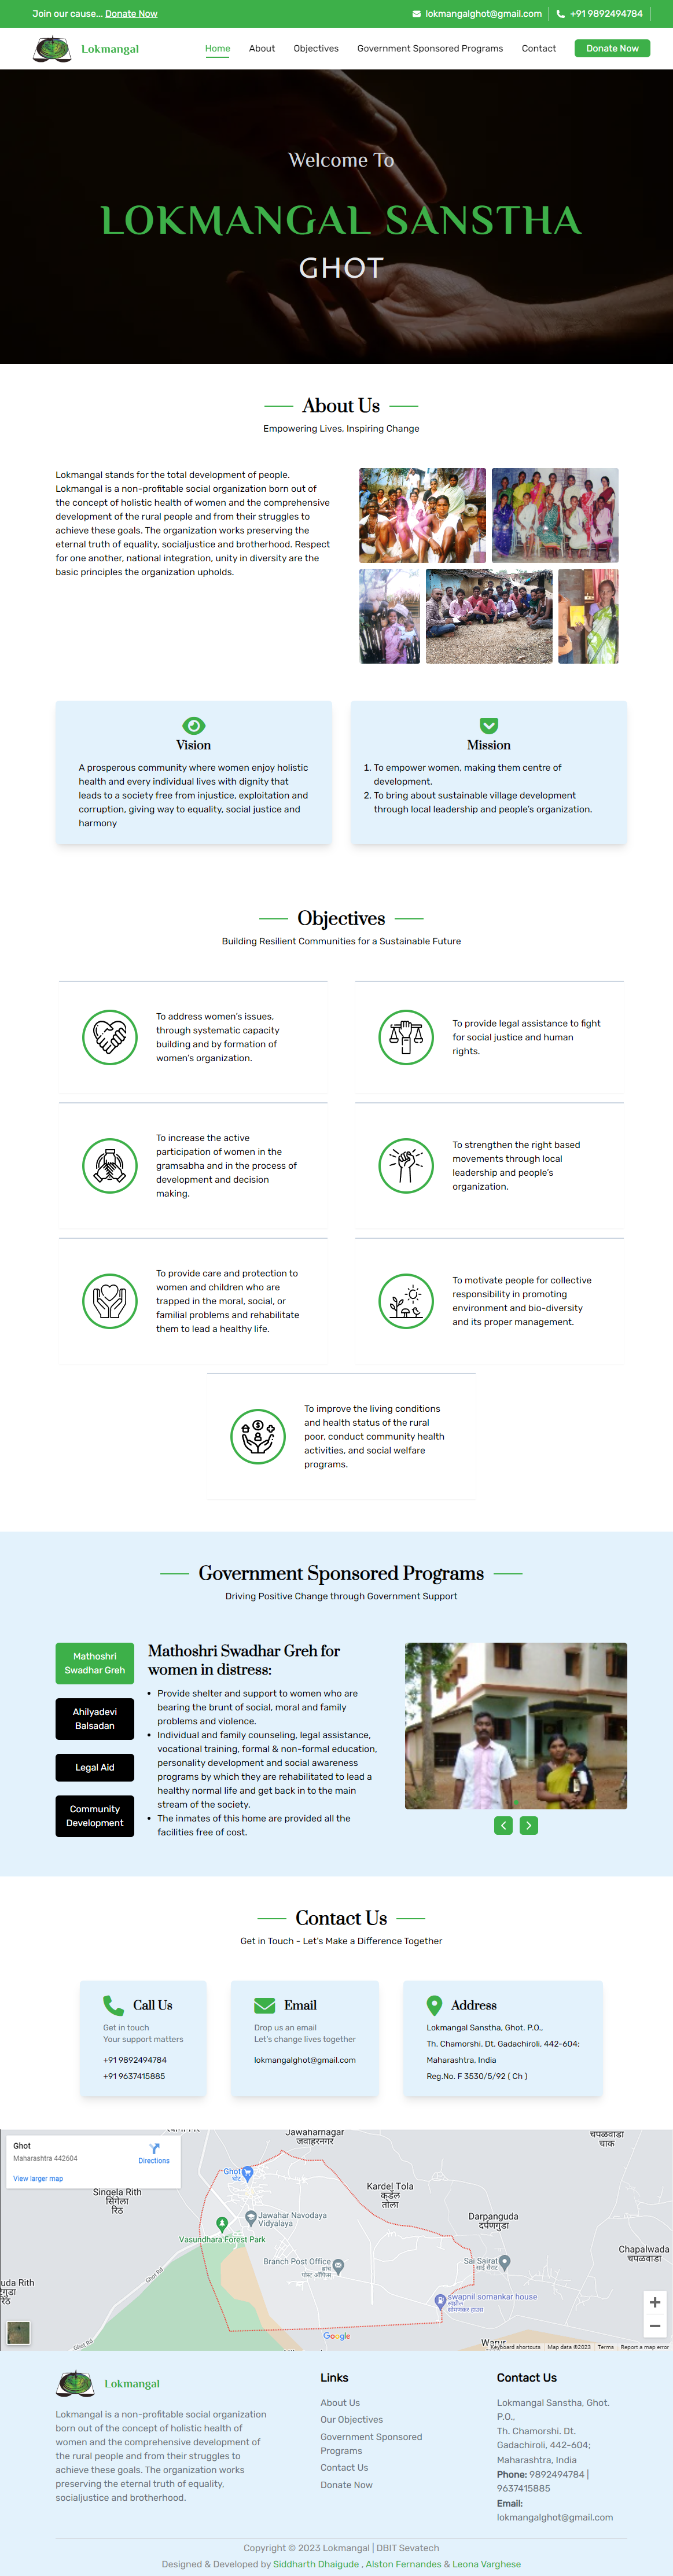 Join our cause... Donate Now
lokmangalghot@gmail.com
+91 9892494784
Lokmangal
Home
About
Objectives
Government Sponsored Programs
Contact
Donate Now
Welcome To
LOKMANGAL SANSTHA
GHOT
About Us
Empowering Lives, Inspiring Change
Lokmangal stands for the total development of people.
Lokmangal is a non-profitable social organization born out of
the concept of holistic health of women and the comprehensive
development of the rural people and from their struggles to
achieve these goals. The organization works preserving the
eternal truth of equality, socialjustice and brotherhood. Respect
for one another, national integration, unity in diversity are the
basic principles the organization upholds.
Vision
A prosperous community where women enjoy holistic
health and every individual lives with dignity that
leads to a society free from injustice, exploitation and
corruption, giving way to equality, social justice and
harmony
Mission
1. To empower women, making them centre of
development.
2. To bring about sustainable village development
through local leadership and people's organization.
Objectives
Building Resilient Communities for a Sustainable Future
To address women's issues,
through systematic capacity
building and by formation of
women's organization.
To provide legal assistance to fight
for social justice and human
rights.
To increase the active
participation of women in the
gramsabha and in the process of
development and decision
making.
To strengthen the right based
movements through local
leadership and people's
organization.
To provide care and protection to
women and children who are
trapped in the moral, social, or
familial problems and rehabilitate
them to lead a healthy life.
To motivate people for collective
responsibility in promoting
environment and bio-diversity
and its proper management.
To improve the living conditions
and health status of the rural
poor, conduct community health
activities, and social welfare
programs.
Government Sponsored Programs
Driving Positive Change through Government Support
Mathoshri
Swadhar Greh
Ahilyadevi
Balsadan
Legal Aid
Community
Development
Mathoshri Swadhar Greh for
women in distress:
• Provide shelter and support to women who are
bearing the brunt of social, moral and family
problems and violence.
• Individual and family counseling, legal assistance,
vocational training, formal & non-formal education,
personality development and social awareness
programs by which they are rehabilitated to lead a
healthy normal life and get back in to the main
stream of the society.
• The inmates of this home are provided all the
facilities free of cost.
Contact Us
Get in Touch - Let's Make a Difference Together
Call Us
Get in touch
Your support matters
+91 9892494784
+91 9637415885
Email
Drop us an email
Let's change lives together
lokmangalghot@gmail.com
Address
Lokmangal Sanstha, Ghot. P.O.,
Th. Chamorshi. Dt. Gadachiroli, 442-604;
Maharashtra, India
Reg.No. F 3530/5/92 ( Ch )
Ghot
Maharashtra 442604
Directions
View larger map
Jawaharnagar
जवाहरनगर
चपळवाडा
चाक
Ghot
घोट
Kardel Tola
कर्डेल
तोला
Singela Rith
सिंगेला
रिठ
Jawahar Navodaya
Vidyalaya
Darpanguda
दर्पणगुडा
Vasundhara Forest Park
Chapalwada
चपळवाडा
Branch Post Office
Sai Sairat
uda Rith
swapnil somankar house
Ghot Rd
Ghot Rd
Google
Keyboard shortcuts
Map data ©2023
Terms
Report a map error
Lokmangal
Lokmangal is a non-profitable social organization
born out of the concept of holistic health of
women and the comprehensive development of
the rural people and from their struggles to
achieve these goals. The organization works
preserving the eternal truth of equality,
socialjustice and brotherhood.
Links
About Us
Our Objectives
Government Sponsored
Programs
Contact Us
Donate Now
Contact Us
Lokmangal Sanstha, Ghot.
P.O.,
Th. Chamorshi. Dt.
Gadachiroli, 442-604;
Maharashtra, India
Phone: 9892494784 |
9637415885
Email:
lokmangalghot@gmail.com
Copyright © 2023 Lokmangal | DBIT Sevatech
Designed & Developed by Siddharth Dhaigude , Alston Fernandes & Leona Varghese